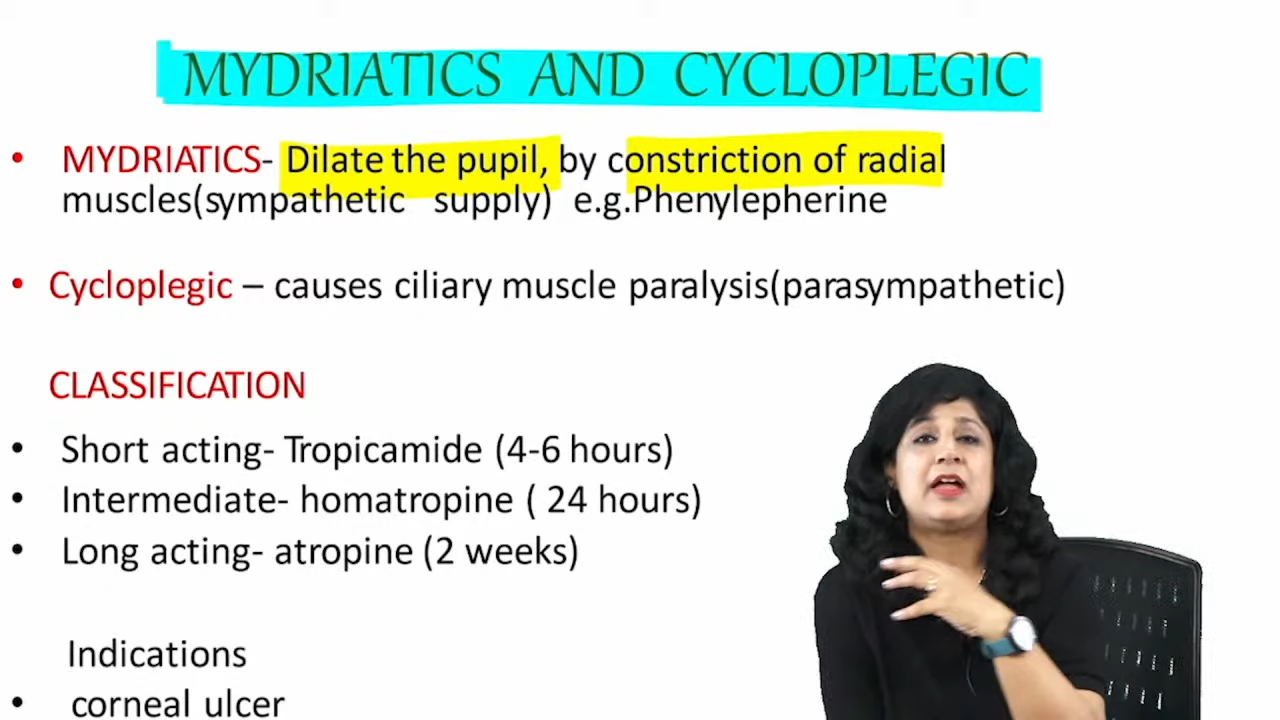 MYDRIATICS AND CYCLOPLEGIC
• MYDRIATICS- Dilate the pupil, by constriction of radial
muscles(sympathetic supply) e.g.Phenylepherine
• Cycloplegic – causes ciliary muscle paralysis(parasympathetic)
CLASSIFICATION
• Short acting- Tropicamide (4-6 hours)
• Intermediate- homatropine ( 24 hours)
• Long acting- atropine (2 weeks)
Indications
• corneal ulcer